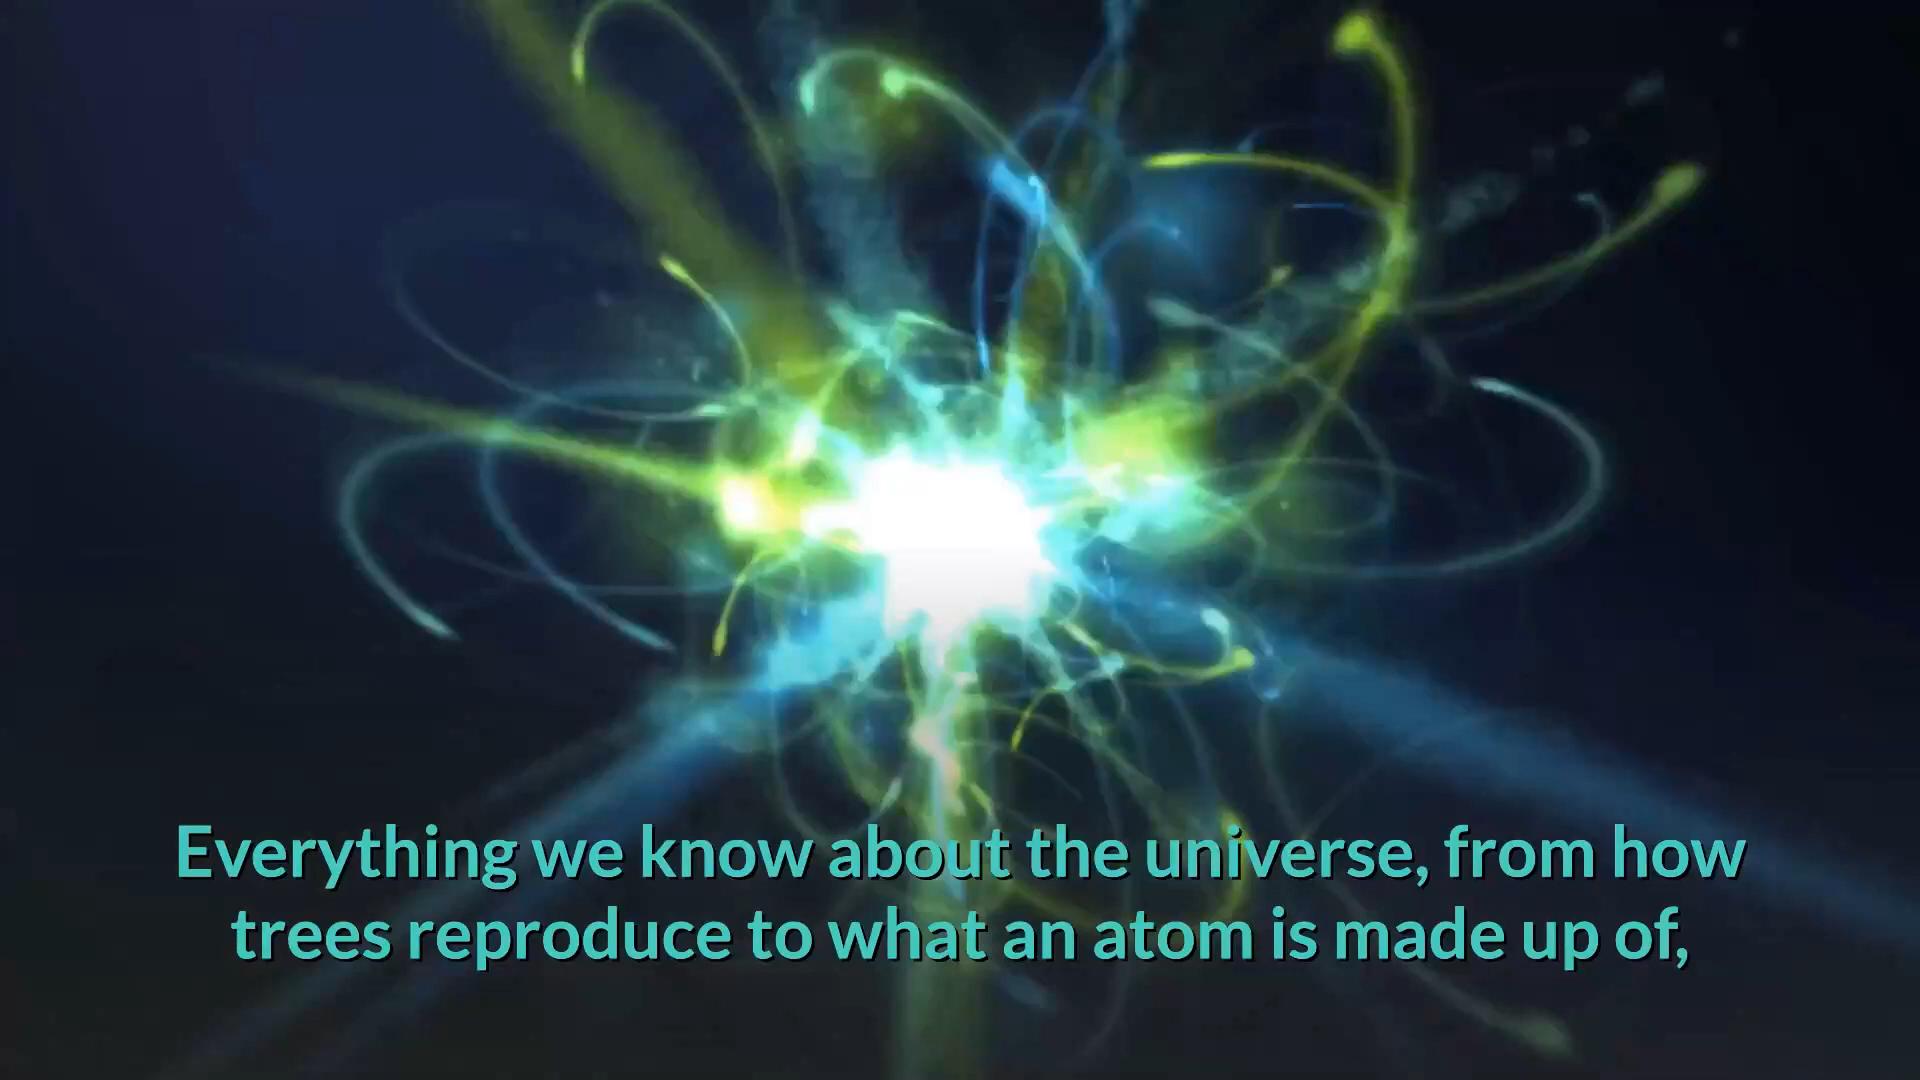 Everything we know about the universe, from how
trees reproduce to what an atom is made up of,